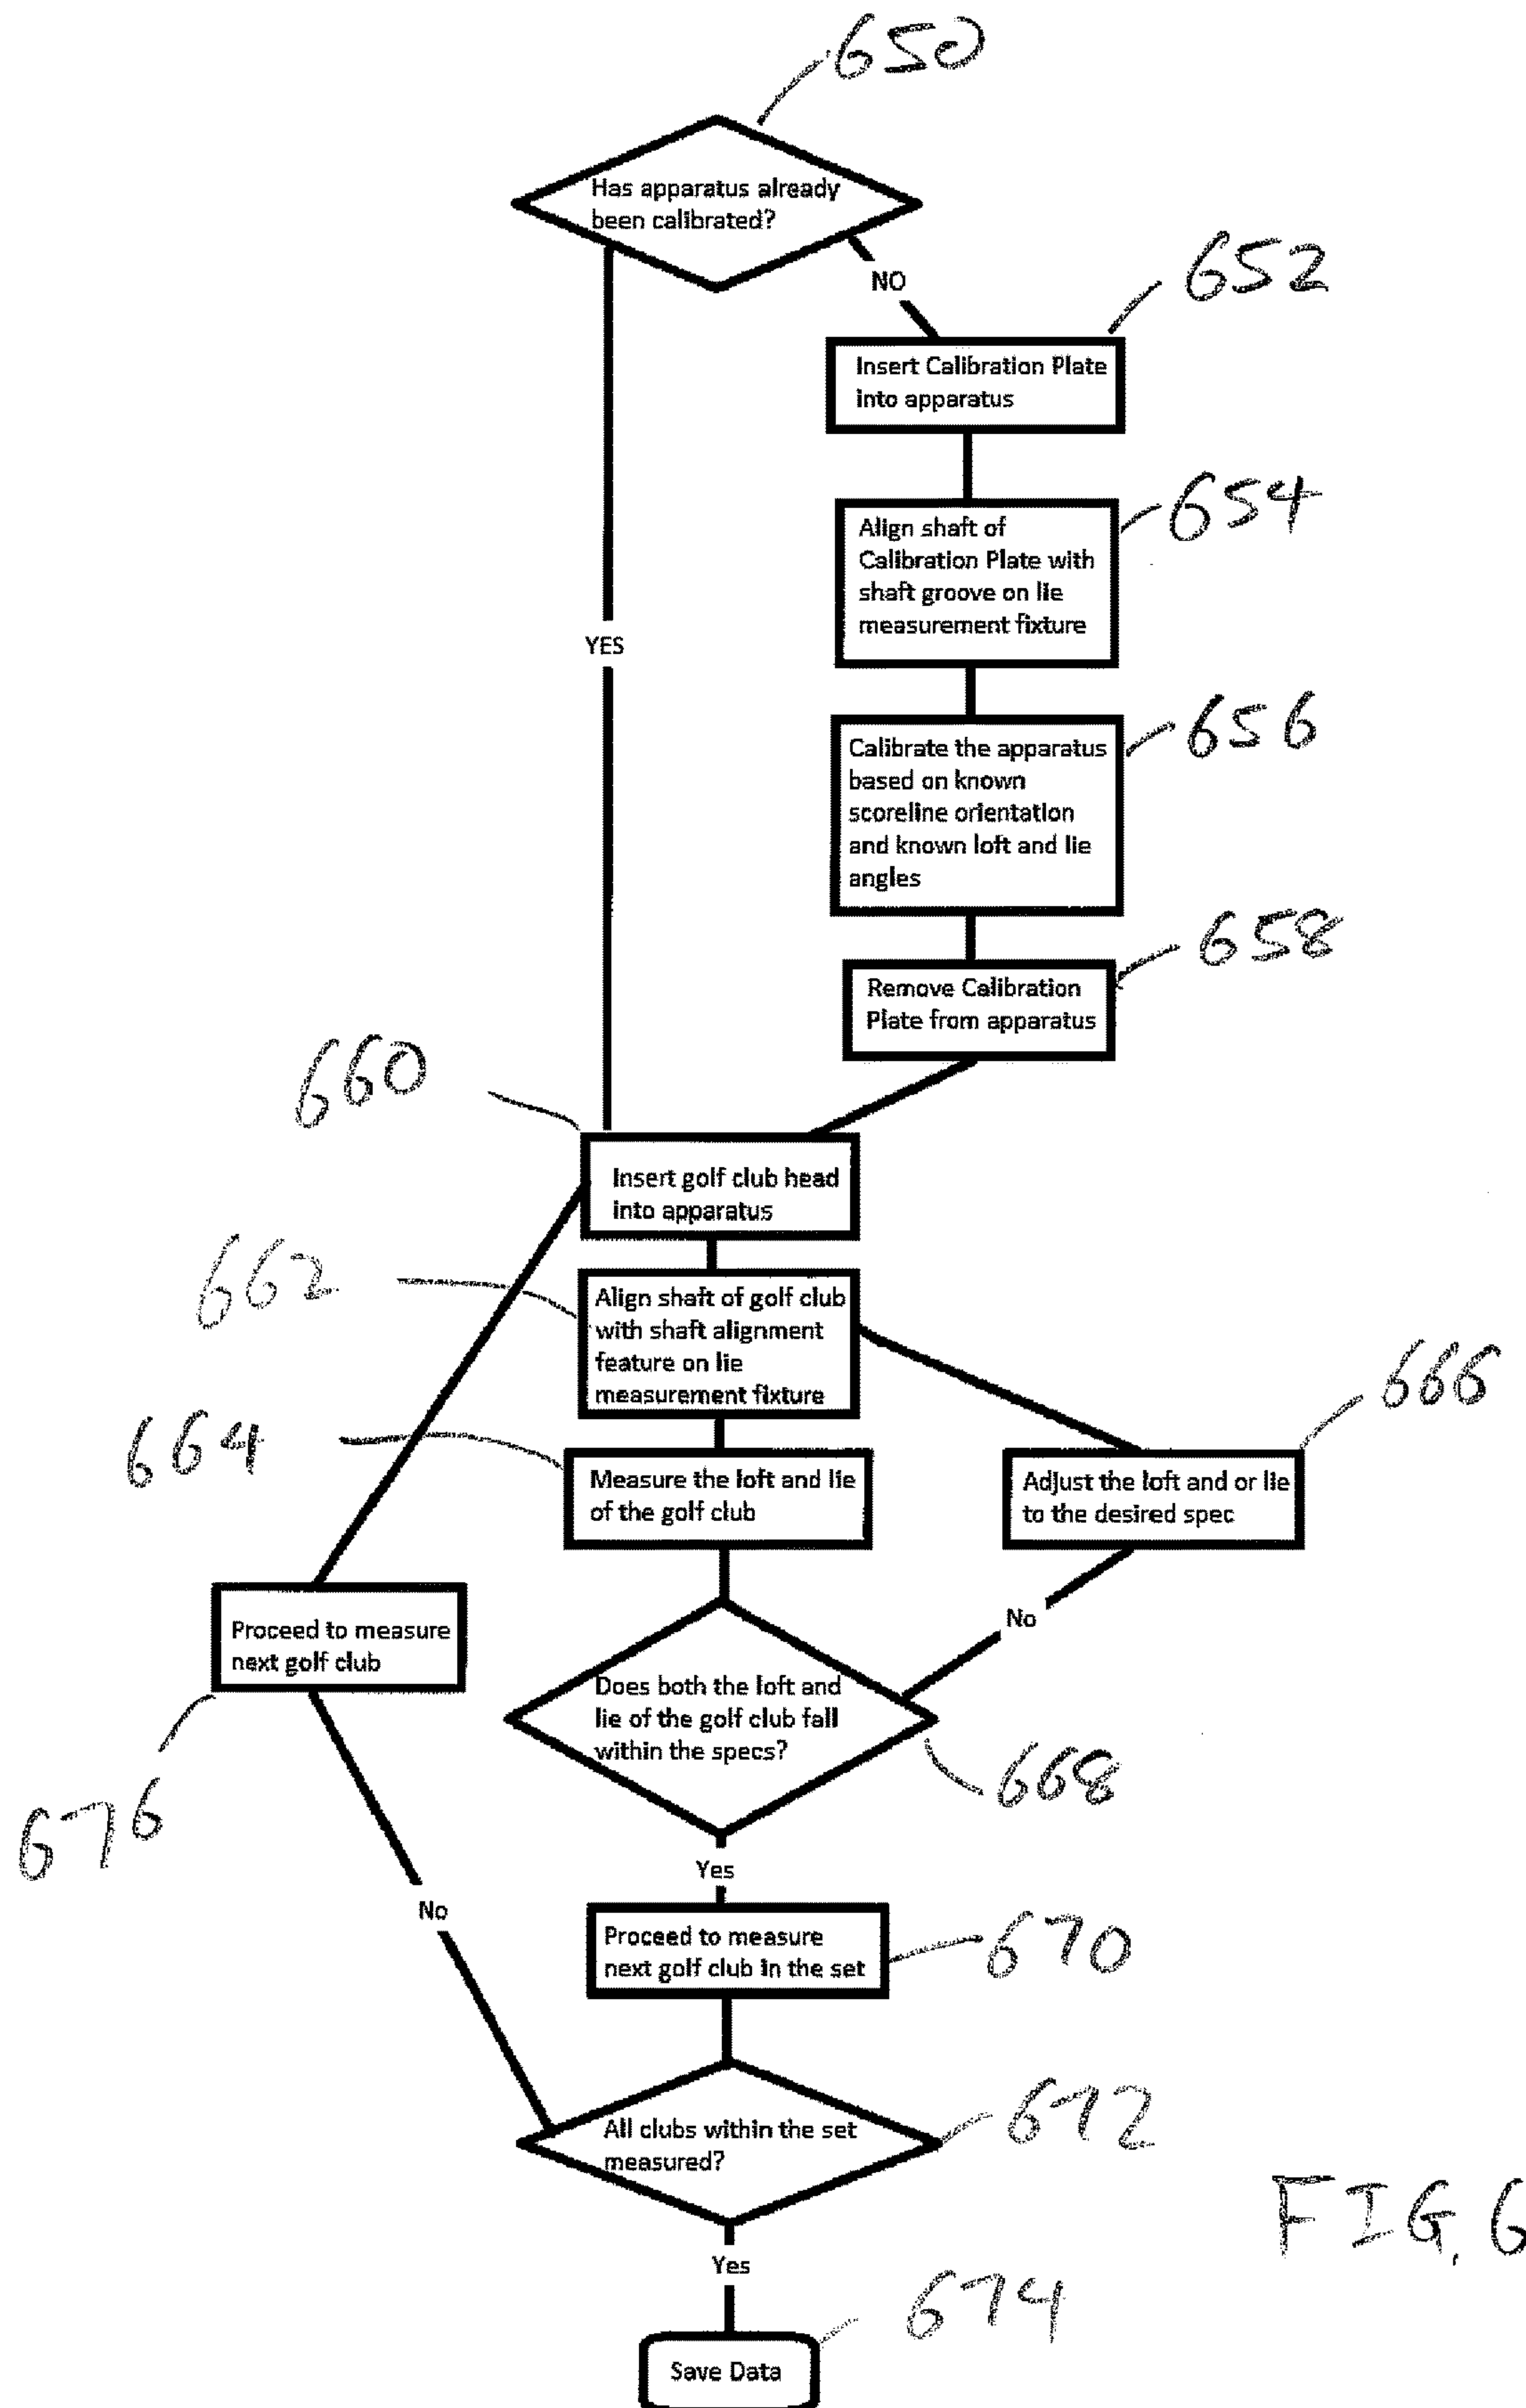 650
Has apparatus already
been calibrated?
NO
652
Insert Calibration Plate
into apparatus
654
Align shaft of
Calibration Plate with
shaft groove on lie
measurement fixture
YES
656
Calibrate the apparatus
based on known
scoreline orientation
and known loft and lie
angles
658
Remove Calibration
Plate from apparatus
660
Insert golf club head
into apparatus
662
Align shaft of golf club
with shaft alignment
feature on lie
measurement fixture
666
Adjust the loft and or lie
to the desired spec
664
Measure the loft and lie
of the golf club
No
Proceed to measure
next golf club
676
Does both the loft and
lie of the golf club fall
within the specs?
668
Yes
No
Proceed to measure
next golf club in the set
670
All clubs within the set
measured?
672
Yes
674
Save Data
FIG. 6